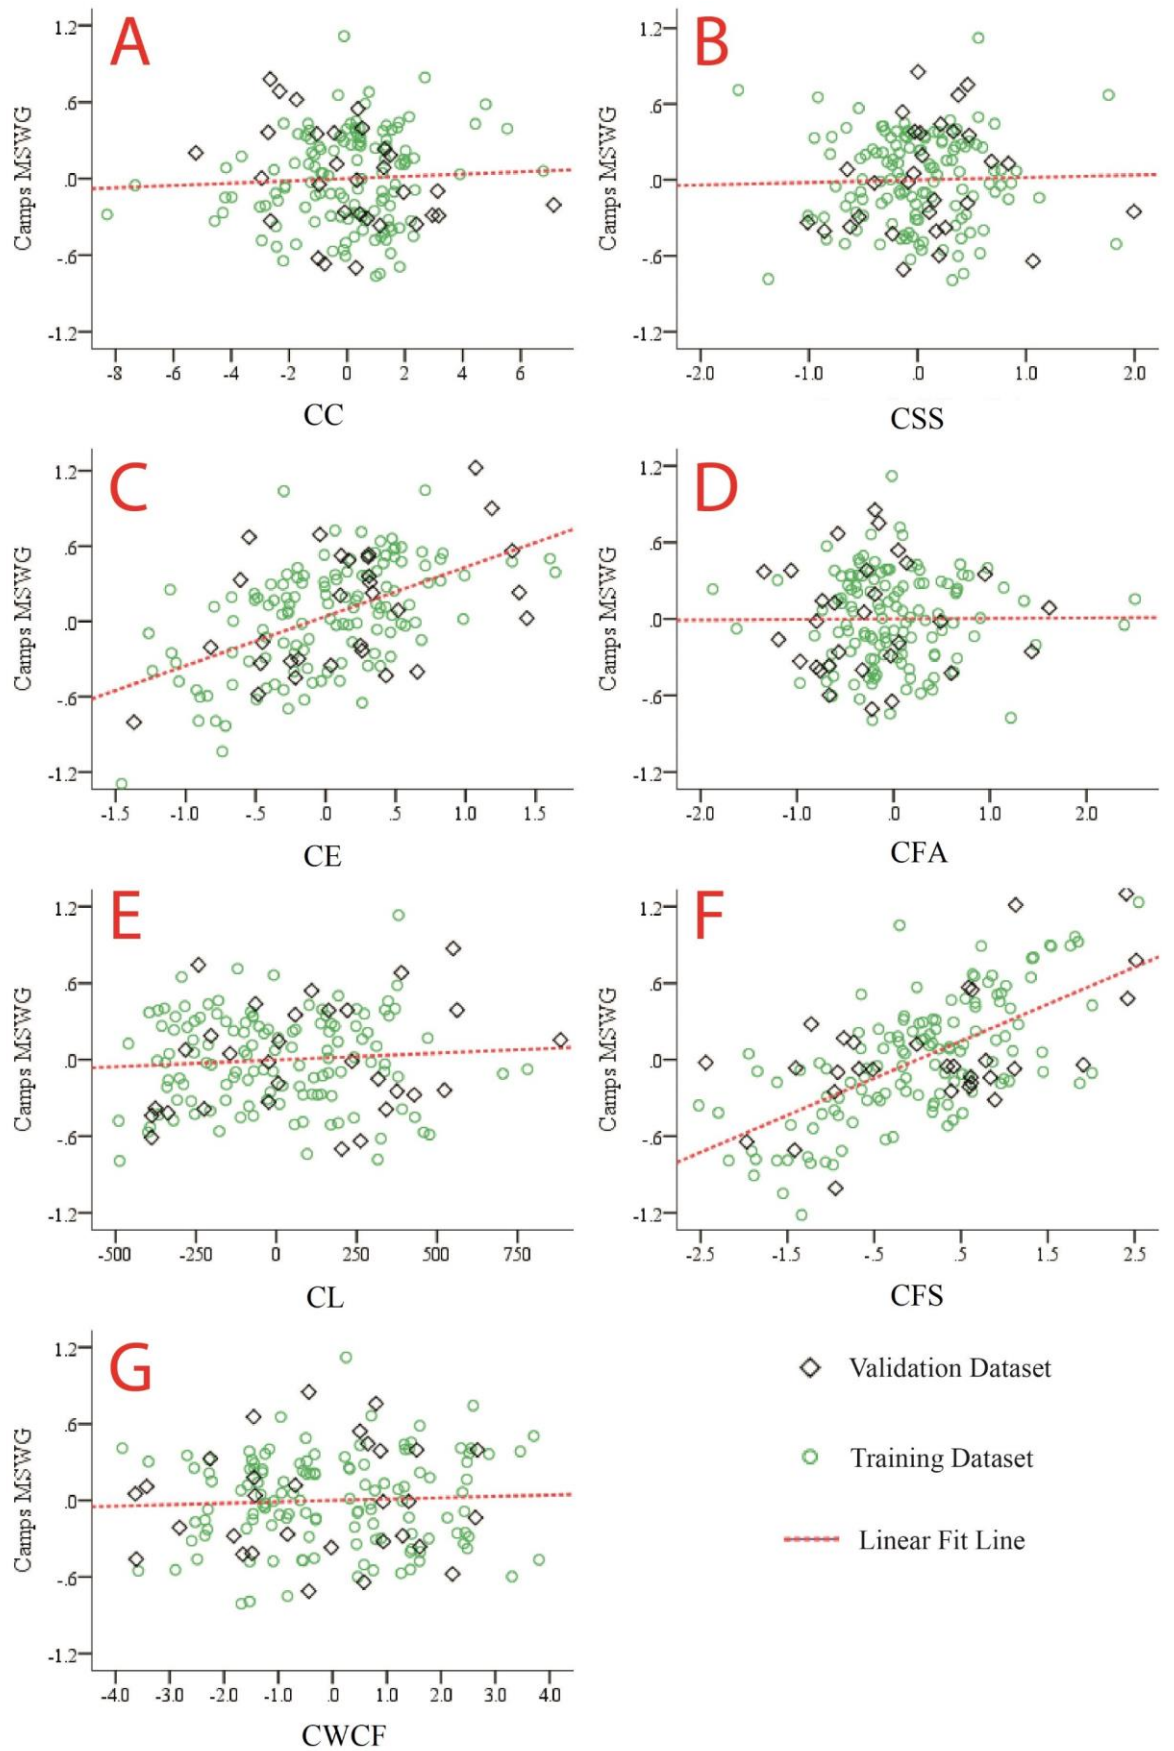 A
B
1.2
.6
.0
-.6
-1.2
Camps MSWG
-8 -6 -4 -2 0 2 4 6
CC
1.2
.6
.0
-.6
-1.2
Camps MSWG
-2.0 -1.0 .0 1.0 2.0
CSS
C
D
1.2
.6
.0
-.6
-1.2
Camps MSWG
-1.5 -1.0 -.5 .0 .5 1.0 1.5
CE
1.2
.6
.0
-.6
-1.2
Camps MSWG
-2.0 -1.0 .0 1.0 2.0
CFA
E
F
1.2
.6
.0
-.6
-1.2
Camps MSWG
-500 -250 0 250 500 750
CL
1.2
.6
.0
-.6
-1.2
Camps MSWG
-2.5 -1.5 -.5 .5 1.5 2.5
CFS
G
1.2
.6
.0
-.6
-1.2
Camps MSWG
-4.0 -3.0 -2.0 -1.0 .0 1.0 2.0 3.0 4.0
CWCF
Validation Dataset
Training Dataset
Linear Fit Line